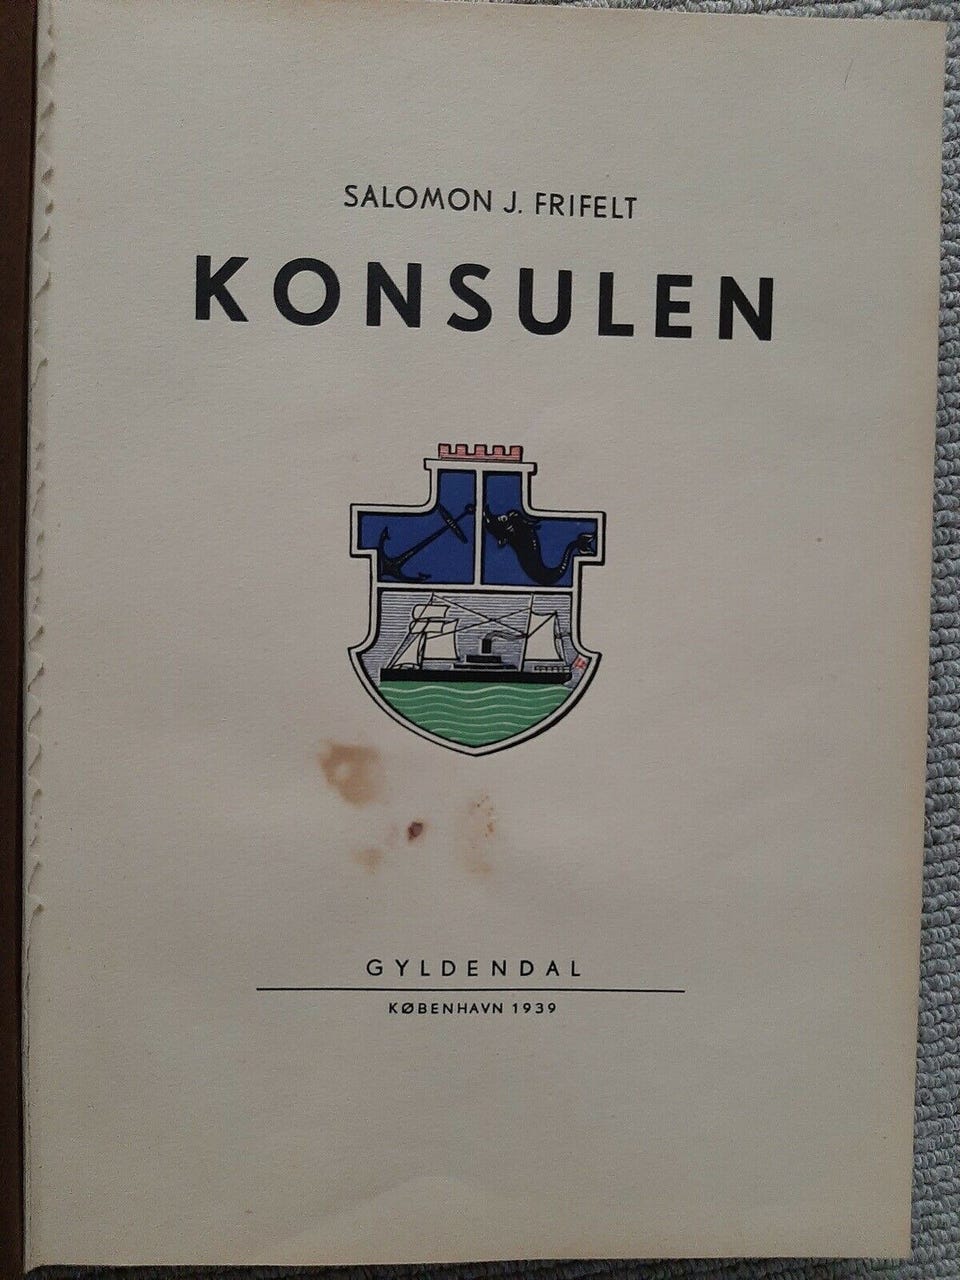 SALOMON J. FRIFELT
KONSULEN
GYLDENDAL
KØBENHAVN 1939